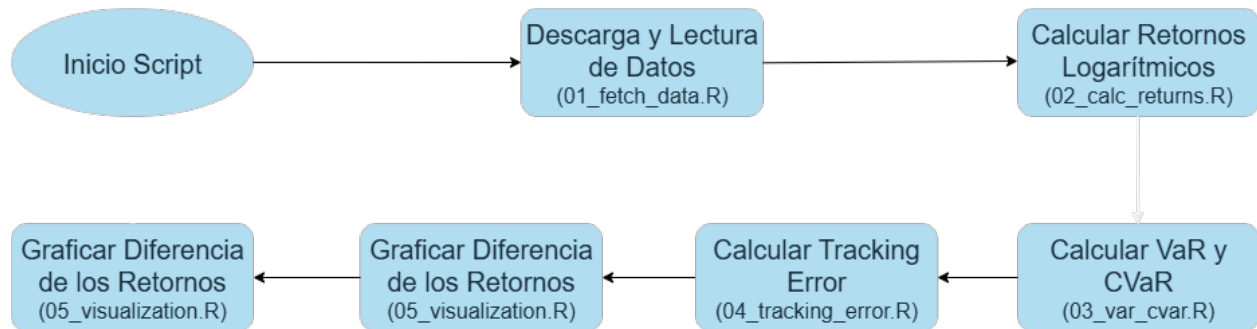 Inicio Script
Descarga y Lectura
de Datos
(01_fetch_data.R)
Calcular Retornos
Logarítmicos
(02_calc_returns.R)
Calcular VaR y
CVaR
(03_var_cvar.R)
Calcular Tracking
Error
(04_tracking_error.R)
Graficar Diferencia
de los Retornos
(05_visualization.R)
Graficar Diferencia
de los Retornos
(05_visualization.R)